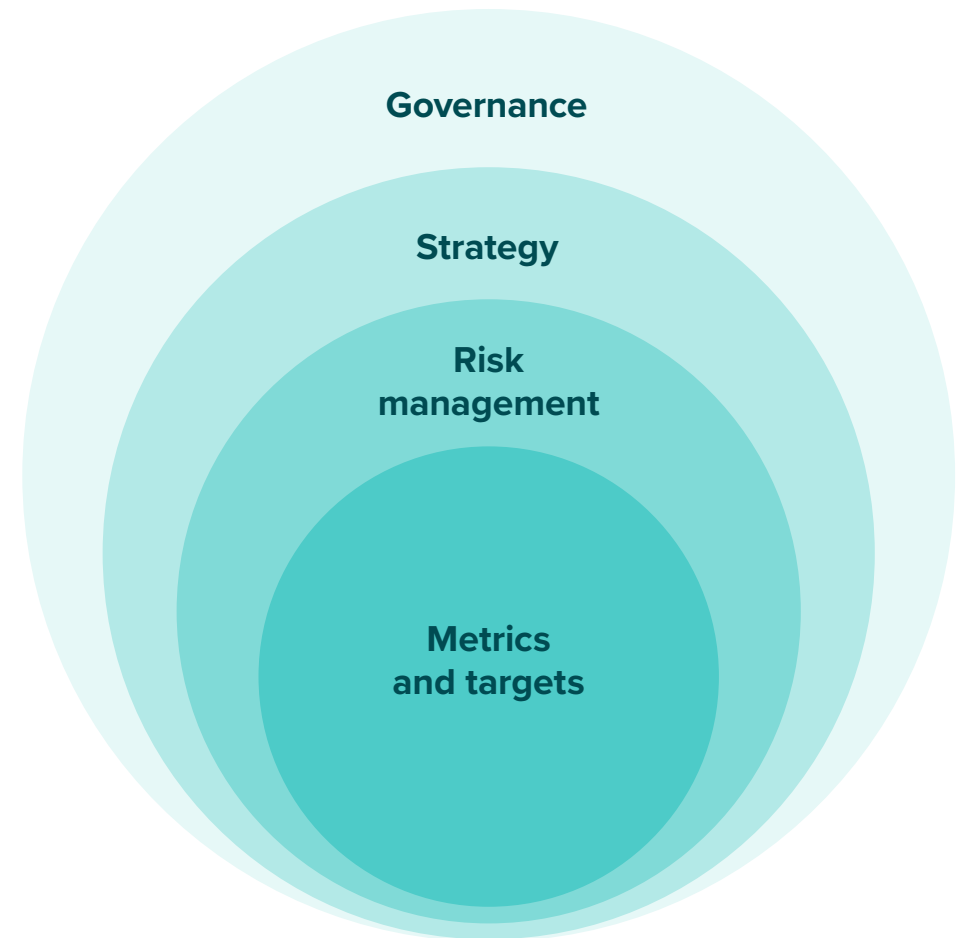 Governance
Strategy
Risk
management
Metrics
and targets